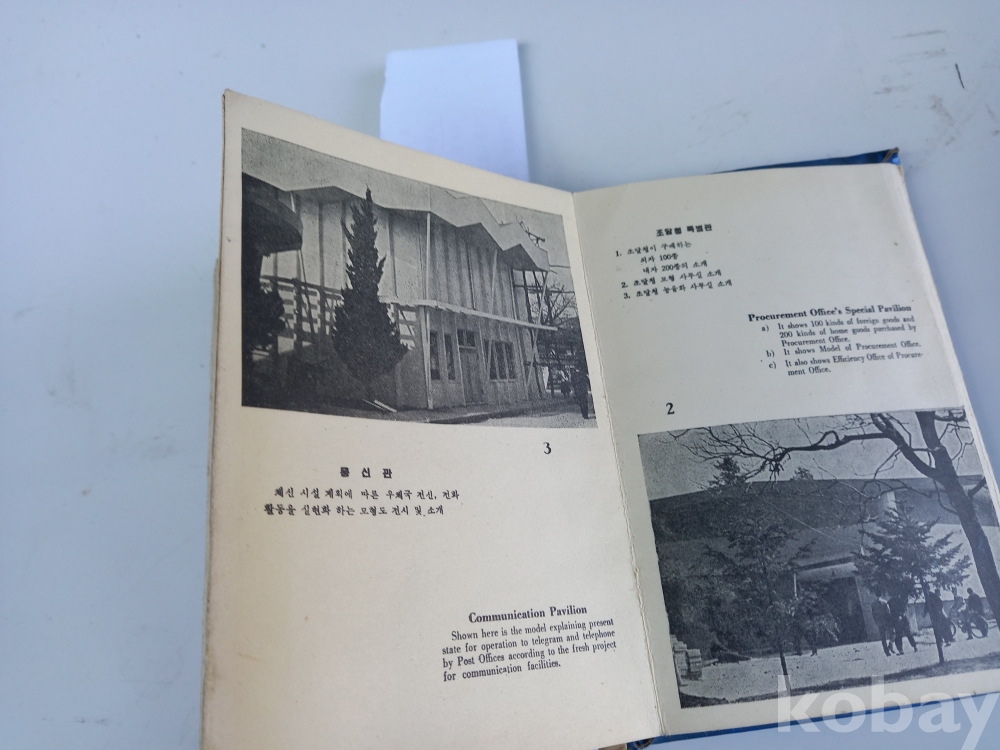 3
통 신 관
체신 시설 계획에 따른 우체국 전신, 전화
활동을 실현화 하는 모형도 전시 및 소개
Communication Pavilion
Shown here is the model explaining present
state for operation to telegram and telephone
by Post Offices according to the fresh project
for communication facilities.
조달청 특별관
1. 조달청이 구매하는
외자 100종
내자 200종의 소개
2. 조달청 모형 사무실 소개
3. 조달청 능율화 사무실 소개
Procurement Office's Special Pavilion
a) It shows 100 kinds of foreign goods and
200 kinds of home goods purchased by
Procurement Office.
b) It shows Model of Procurement Office.
c) It also shows Efficiency Office of Procure-
ment Office.
2
kobay